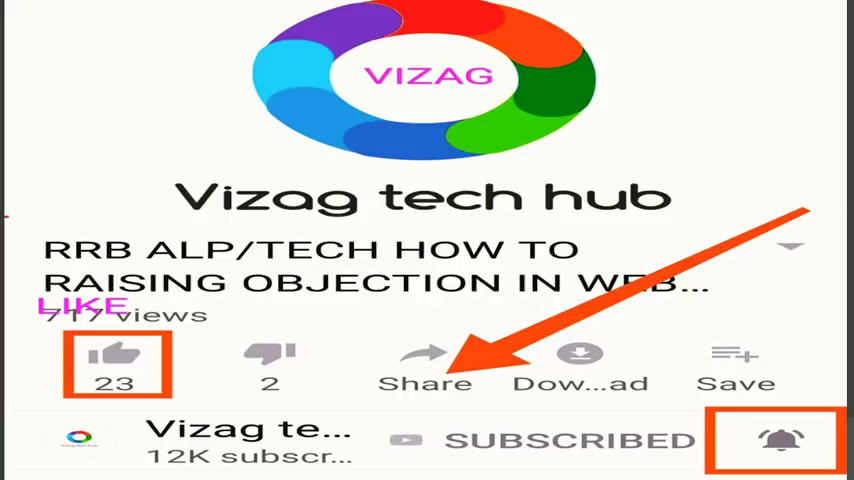 VIZAG
Vizag tech hub
RRB ALP/TECH HOW TO
RAISING OBJECTION IN WEB...
LIKE
717 views
23 2 Share Dow...ad Save
Vizag te... SUBSCRIBED
12K subscr...